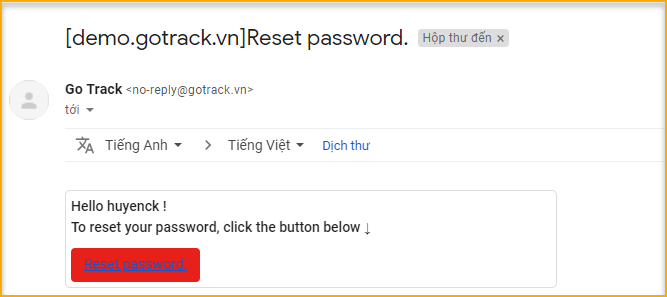 [demo.gotrack.vn]Reset password. Hộp thư đến ×
Go Track <no-reply@gotrack.vn>
tới
Tiếng Anh > Tiếng Việt Dịch thư
Hello huyenck !
To reset your password, click the button below ↓
Reset password